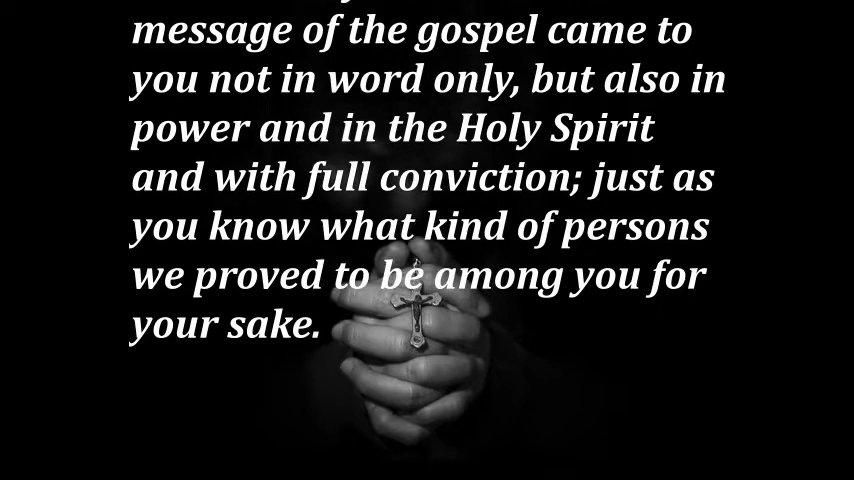 message of the gospel came to
you not in word only, but also in
power and in the Holy Spirit
and with full conviction; just as
you know what kind of persons
we proved to be among you for
your sake.